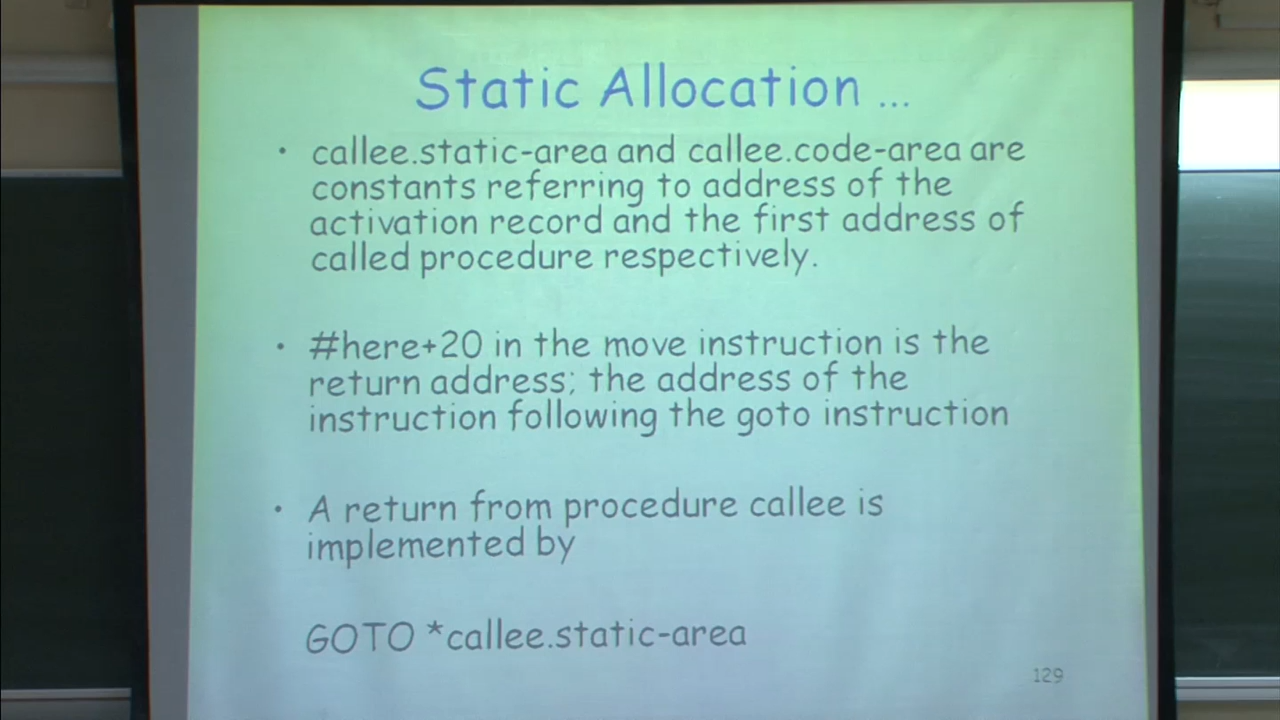 Static Allocation ...
• callee.static-area and callee.code-area are
constants referring to address of the
activation record and the first address of
called procedure respectively.
• #here+20 in the move instruction is the
return address; the address of the
instruction following the goto instruction
• A return from procedure callee is
implemented by
GOTO *callee.static-area
129